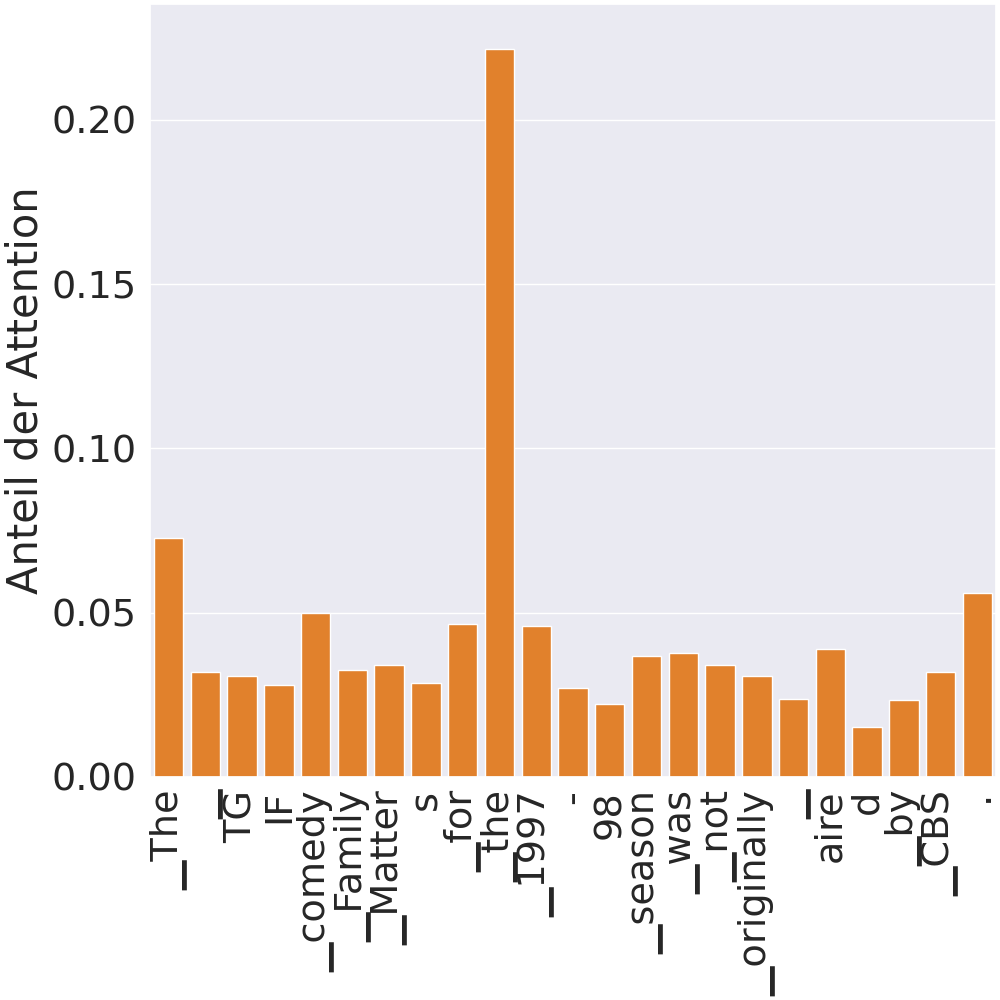 Anteil der Attention
0.20
0.15
0.10
0.05
0.00
_The
_
TG
IF
_comedy
_Family
_Matter
s
_for
_the
_1997
-
98
_season
_was
_not
_originally
_
aire
d
_by
_CBS
.